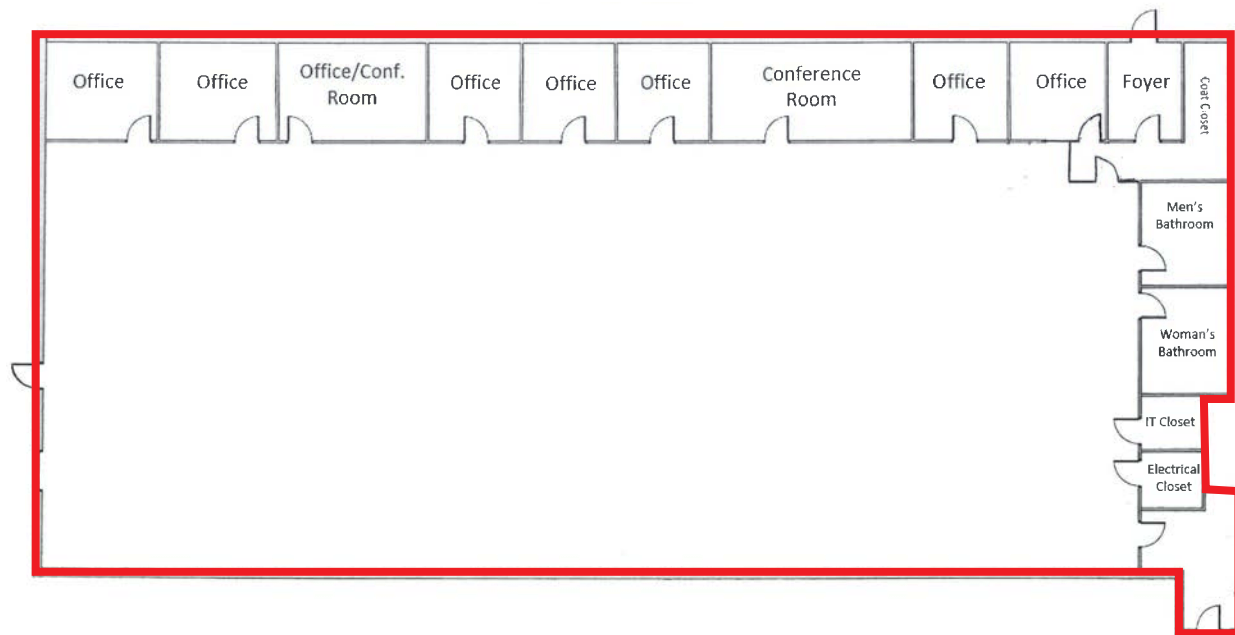 Office
Office
Office/Conf.
Room
Office
Office
Office
Conference
Room
Office
Office
Foyer
Coat Closet
Men's
Bathroom
Woman's
Bathroom
IT Closet
Electrical
Closet